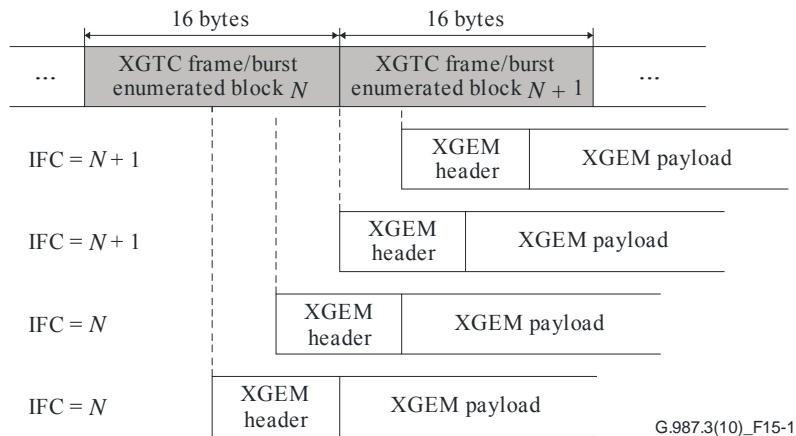 16 bytes 16 bytes
... XGTC frame/burst enumerated block N XGTC frame/burst enumerated block N + 1 ...
IFC = N + 1
XGEM header
XGEM payload
IFC = N + 1
XGEM header
XGEM payload
IFC = N
XGEM header
XGEM payload
IFC = N
XGEM header
XGEM payload
G.987.3(10)_F15-1